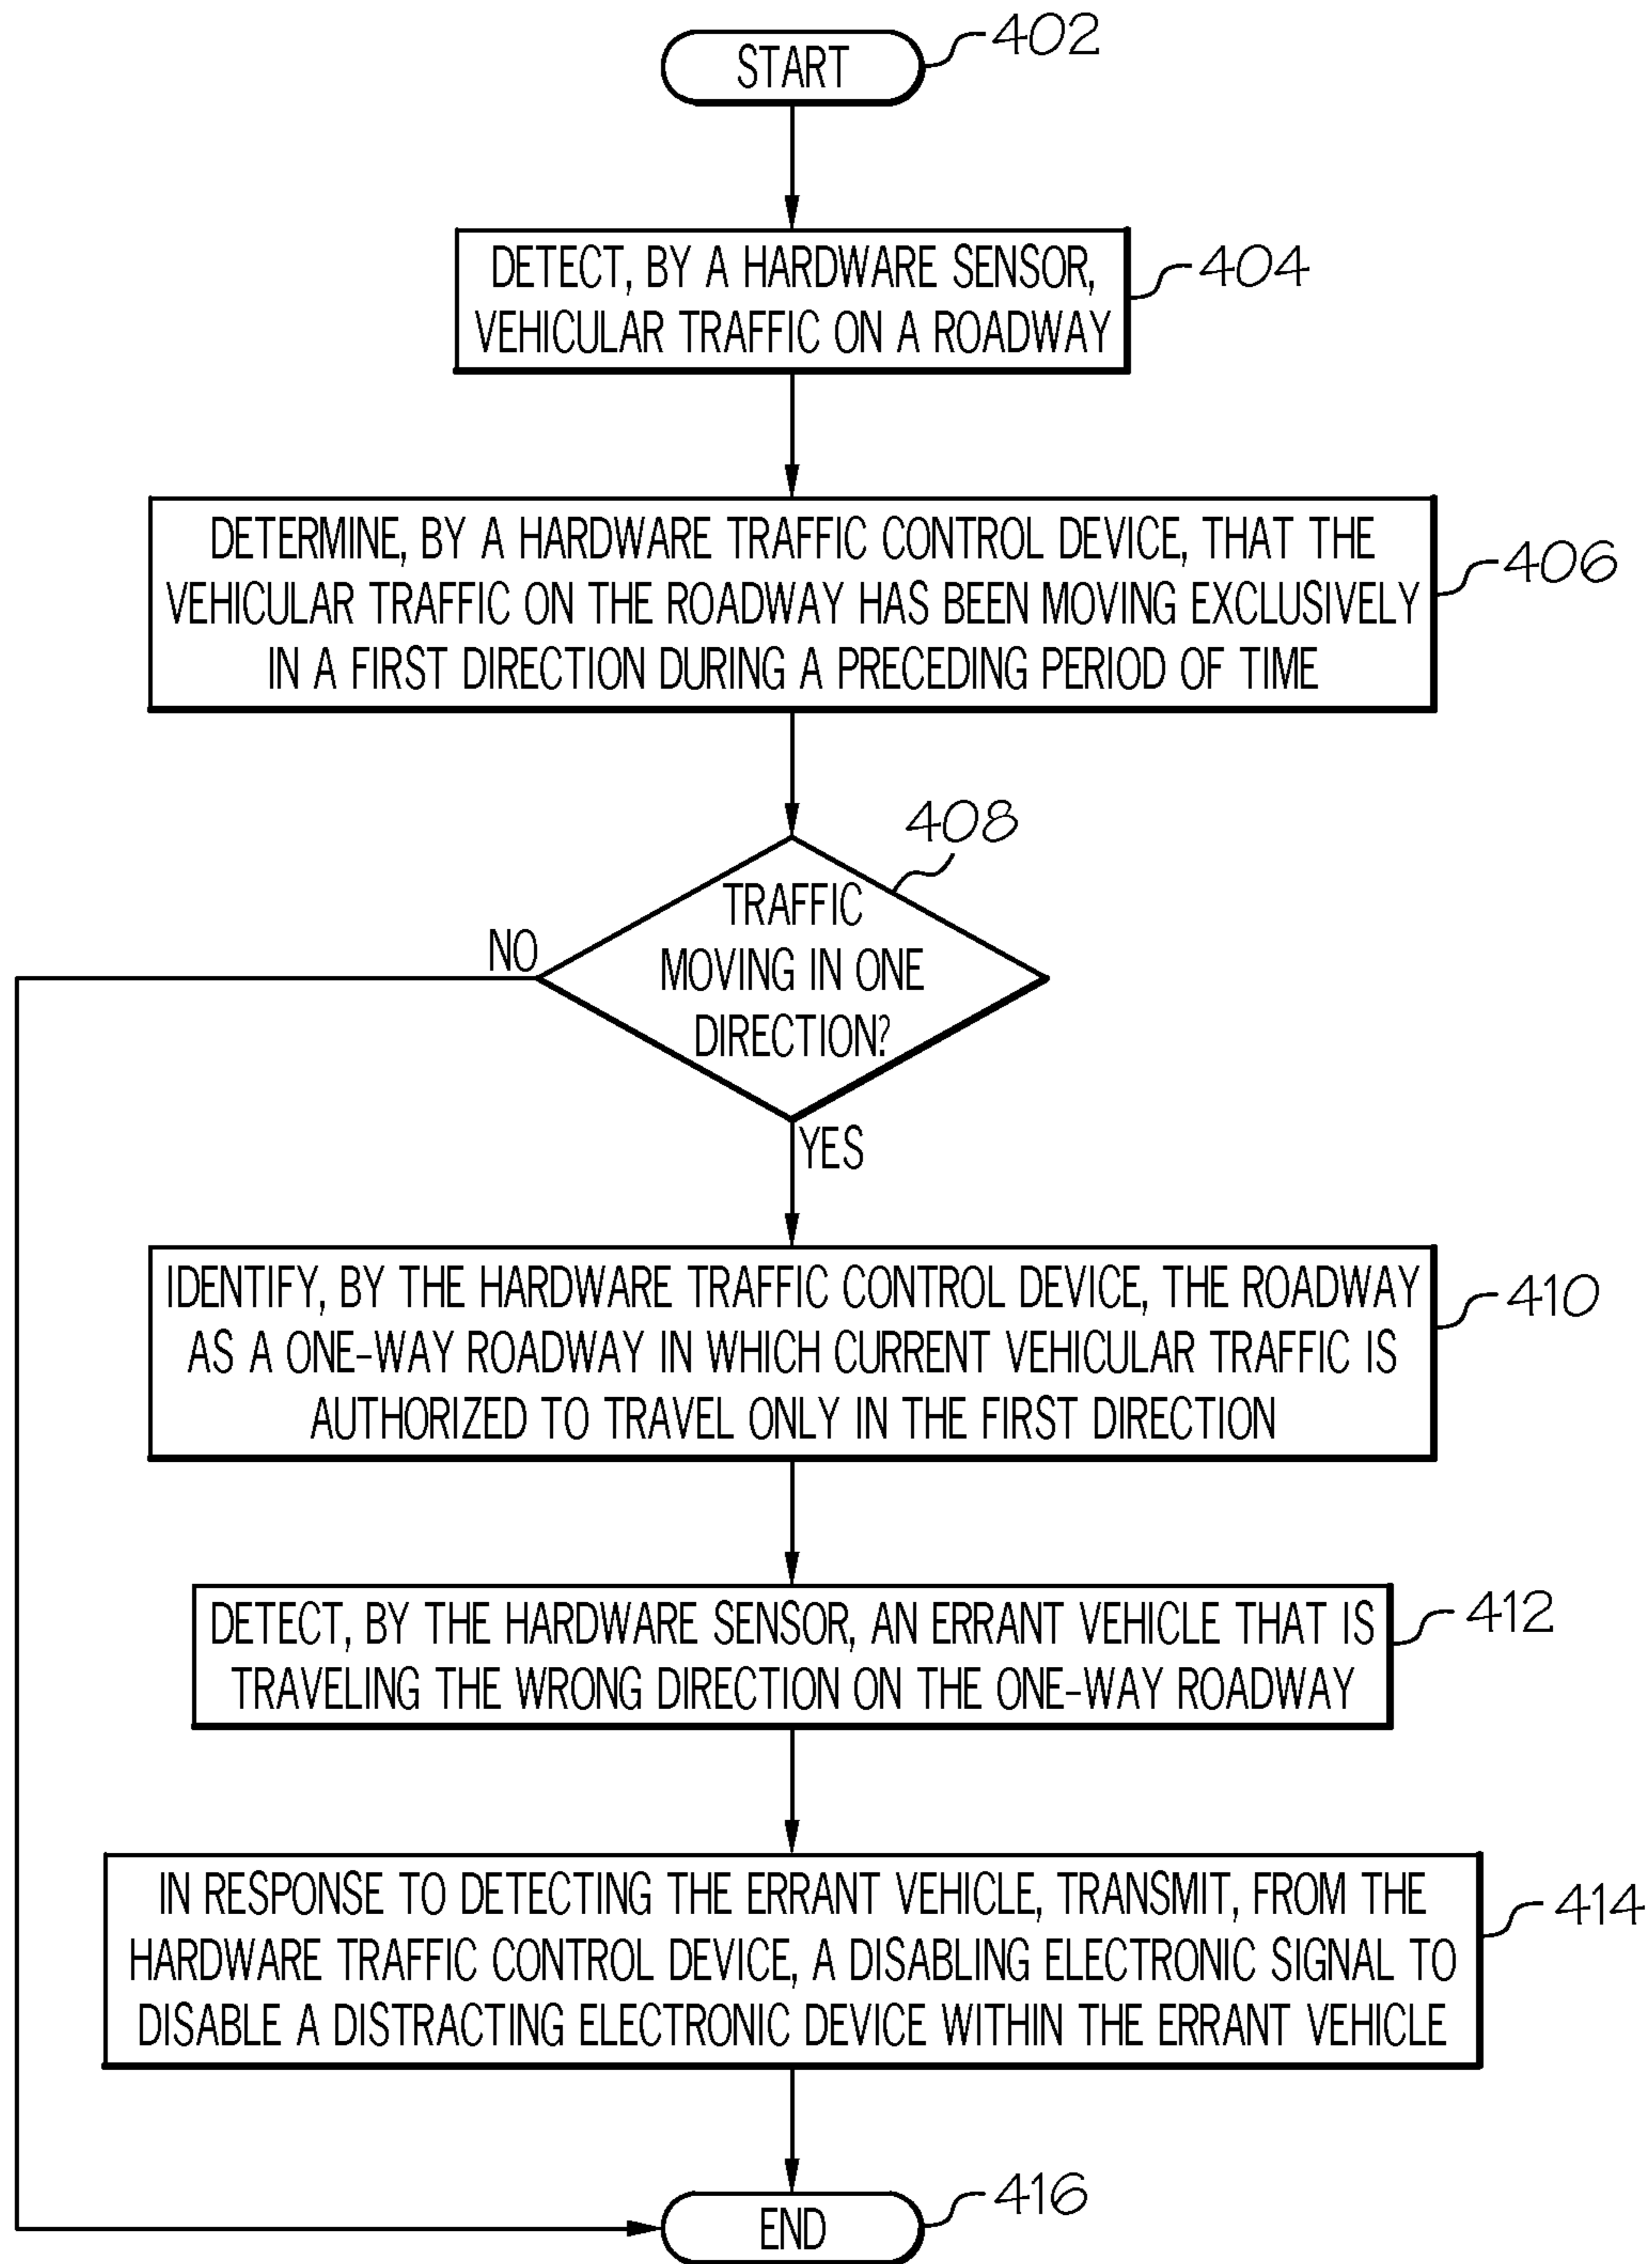 START
402
DETECT, BY A HARDWARE SENSOR,
VEHICULAR TRAFFIC ON A ROADWAY
404
DETERMINE, BY A HARDWARE TRAFFIC CONTROL DEVICE, THAT THE
VEHICULAR TRAFFIC ON THE ROADWAY HAS BEEN MOVING EXCLUSIVELY
IN A FIRST DIRECTION DURING A PRECEDING PERIOD OF TIME
406
408
TRAFFIC
MOVING IN ONE
DIRECTION?
NO
YES
IDENTIFY, BY THE HARDWARE TRAFFIC CONTROL DEVICE, THE ROADWAY
AS A ONE-WAY ROADWAY IN WHICH CURRENT VEHICULAR TRAFFIC IS
AUTHORIZED TO TRAVEL ONLY IN THE FIRST DIRECTION
410
DETECT, BY THE HARDWARE SENSOR, AN ERRANT VEHICLE THAT IS
TRAVELING THE WRONG DIRECTION ON THE ONE-WAY ROADWAY
412
IN RESPONSE TO DETECTING THE ERRANT VEHICLE, TRANSMIT, FROM THE
HARDWARE TRAFFIC CONTROL DEVICE, A DISABLING ELECTRONIC SIGNAL TO
DISABLE A DISTRACTING ELECTRONIC DEVICE WITHIN THE ERRANT VEHICLE
414
END
416